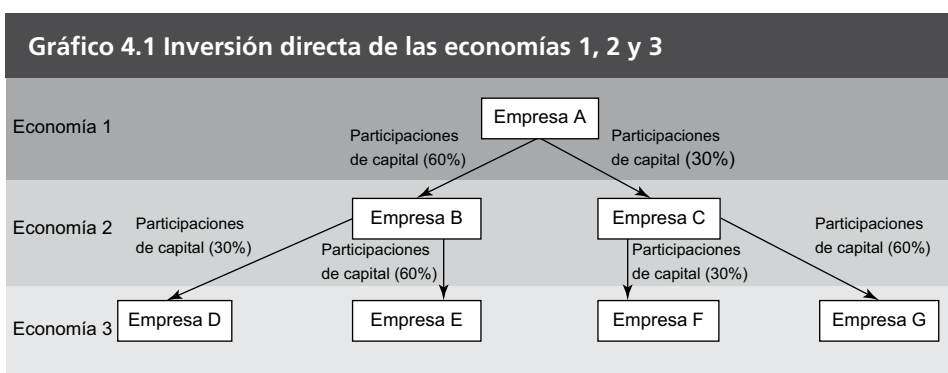 Gráfico 4.1 Inversión directa de las economías 1, 2 y 3
Economía 1
Empresa A
Participaciones
de capital (60%)
Participaciones
de capital (30%)
Economía 2
Participaciones
de capital (30%)
Empresa B
Participaciones
de capital (60%)
Empresa C
Participaciones
de capital (30%)
Participaciones
de capital (60%)
Economía 3
Empresa D
Empresa E
Empresa F
Empresa G